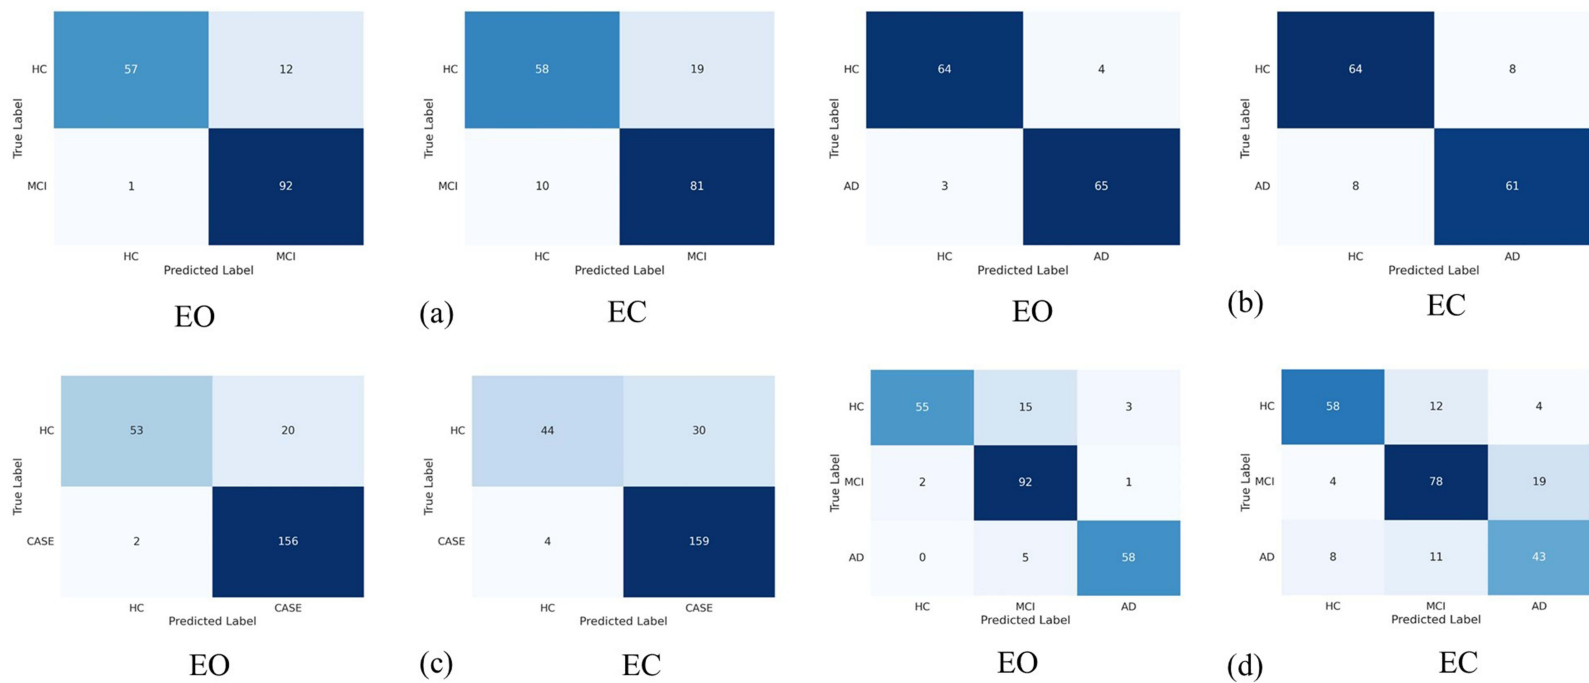 HC
57
12
True Label
MCI
1
92
HC
MCI
Predicted Label
EO
HC
58
19
True Label
MCI
10
81
HC
MCI
Predicted Label
(a)
EC
HC
64
4
True Label
AD
3
65
HC
AD
Predicted Label
EO
HC
64
8
True Label
AD
8
61
HC
AD
Predicted Label
(b)
EC
HC
53
20
True Label
CASE
2
156
HC
CASE
Predicted Label
EO
HC
44
30
True Label
CASE
4
159
HC
CASE
Predicted Label
(c)
EC
HC
55
15
3
True Label
MCI
2
92
1
AD
0
5
58
HC
MCI
AD
Predicted Label
EO
HC
58
12
4
True Label
MCI
4
78
19
AD
8
11
43
HC
MCI
AD
Predicted Label
(d)
EC